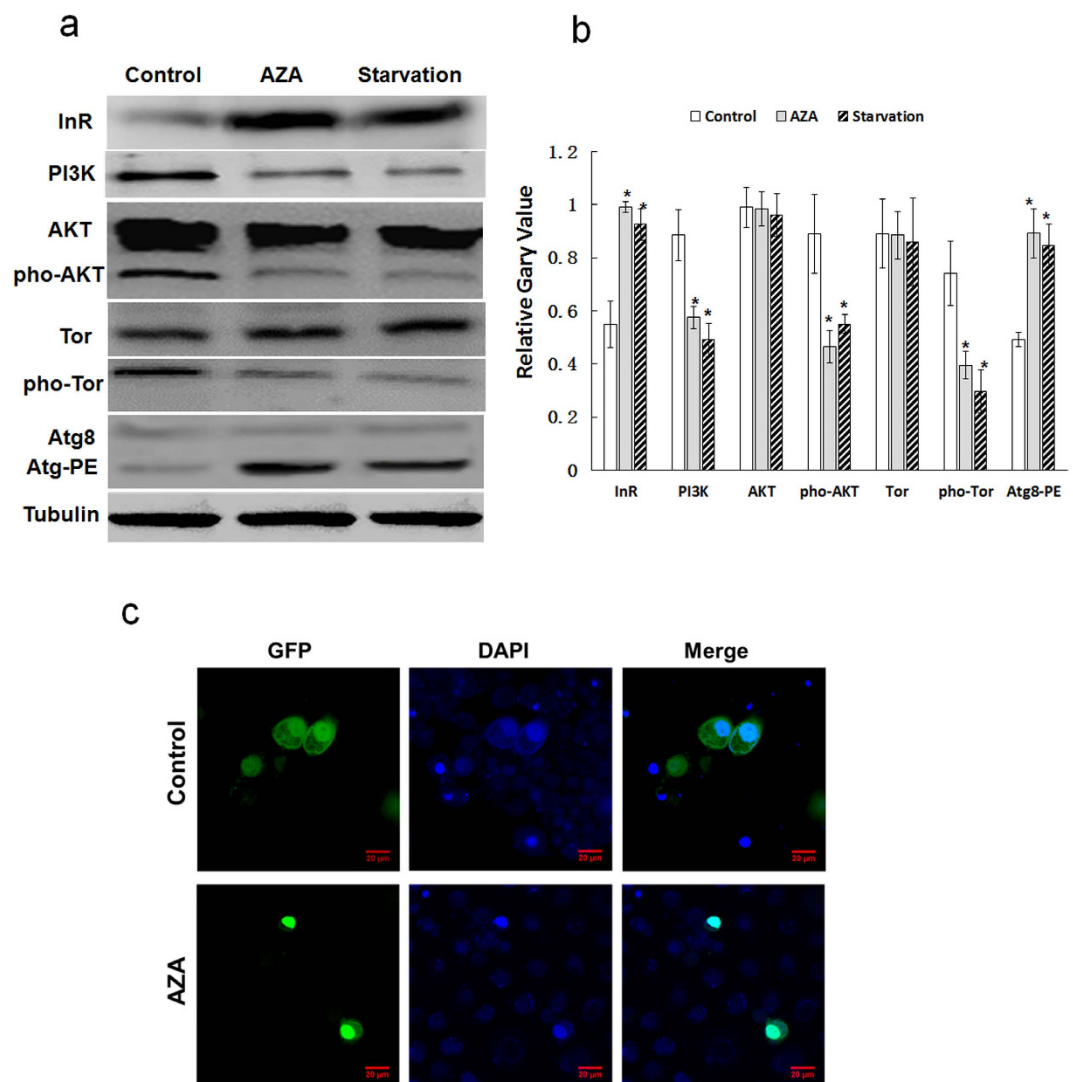 a
Control AZA Starvation
InR
PI3K
AKT
pho-AKT
Tor
pho-Tor
Atg8
Atg-PE
Tubulin
b
Control AZA Starvation
Relative Gary Value
1.2
1
0.8
0.6
0.4
0.2
0
* * * * * * * * * *
InR PI3K AKT pho-AKT Tor pho-Tor Atg8-PE
c
GFP DAPI Merge
Control
20 µm 20 µm 20 µm
AZA
20 µm 20 µm 20 µm